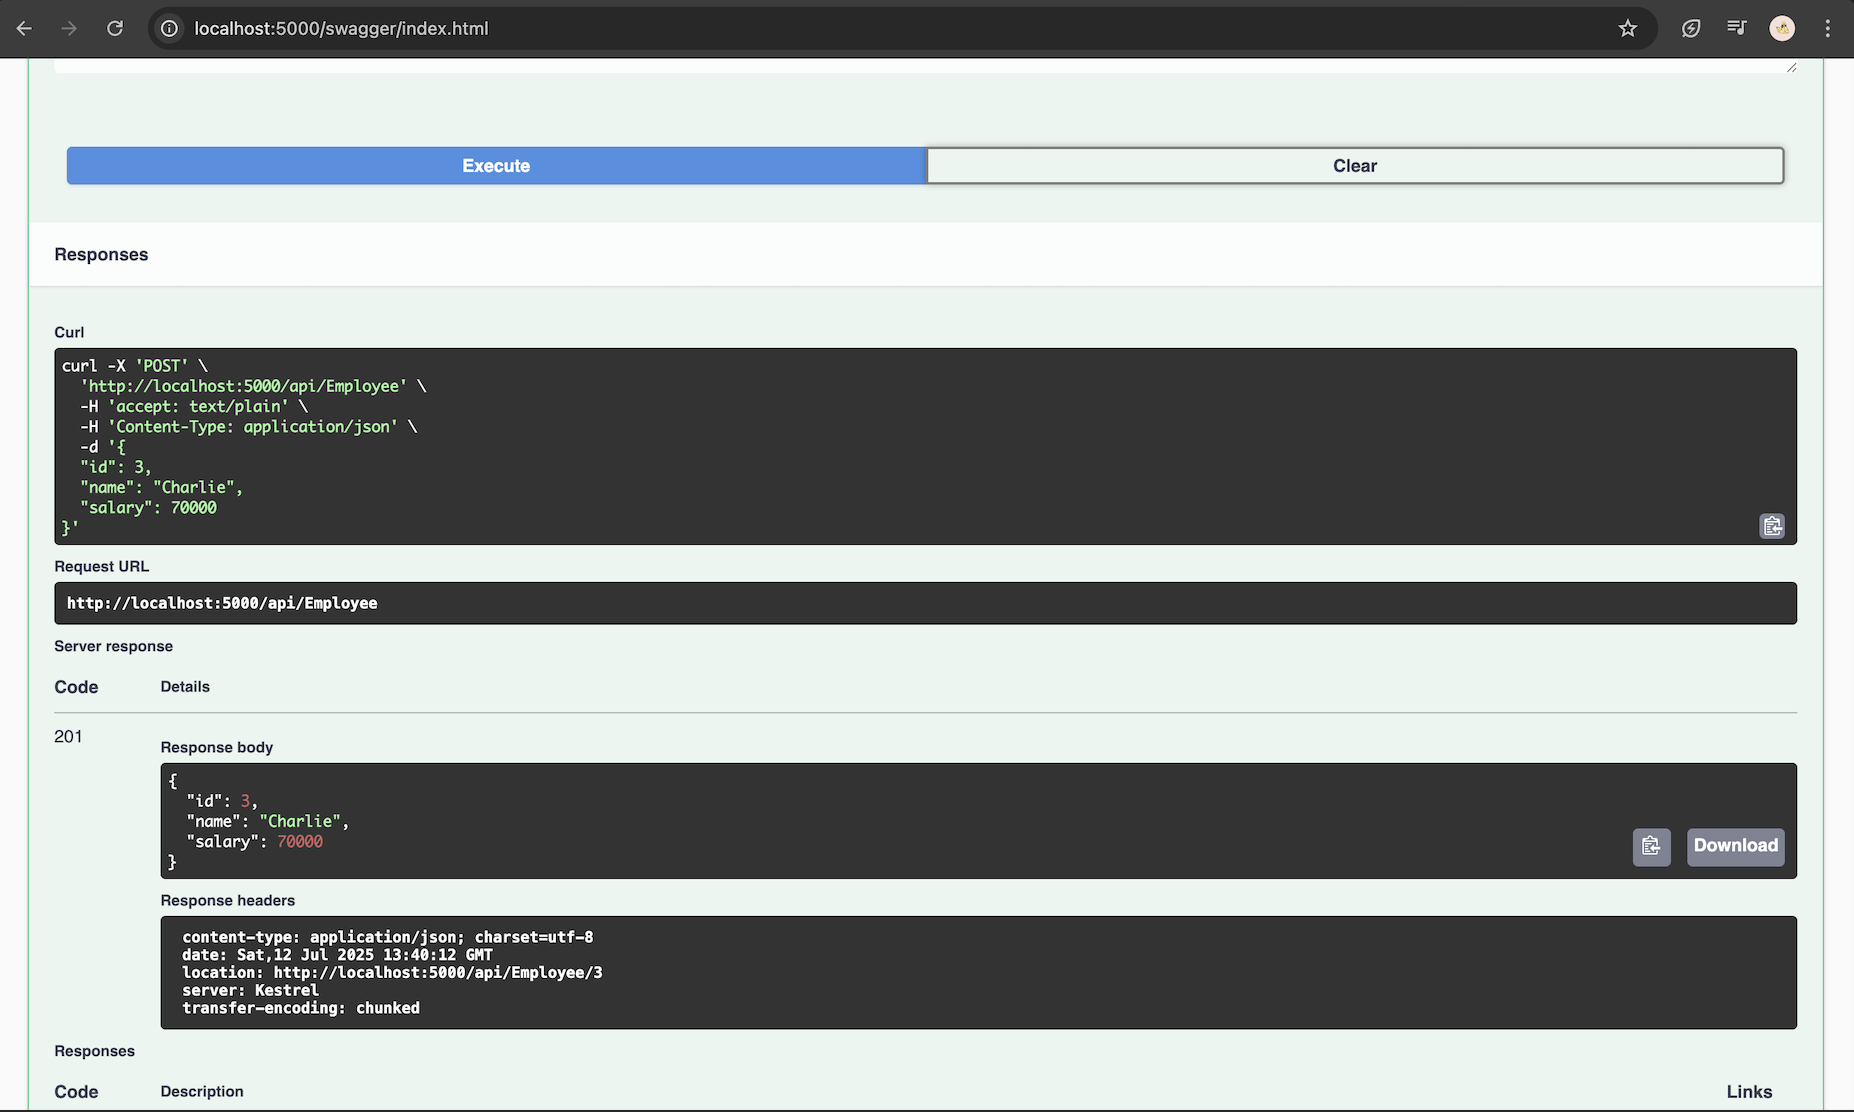 localhost:5000/swagger/index.html
Execute
Clear
Responses
Curl
curl -X 'POST' \
  'http://localhost:5000/api/Employee' \
  -H 'accept: text/plain' \
  -H 'Content-Type: application/json' \
  -d '{
  "id": 3,
  "name": "Charlie",
  "salary": 70000
}'
Request URL
http://localhost:5000/api/Employee
Server response
Code Details
201
Response body
{
  "id": 3,
  "name": "Charlie",
  "salary": 70000
}
Download
Response headers
content-type: application/json; charset=utf-8
date: Sat,12 Jul 2025 13:40:12 GMT
location: http://localhost:5000/api/Employee/3
server: Kestrel
transfer-encoding: chunked
Responses
Code Description Links